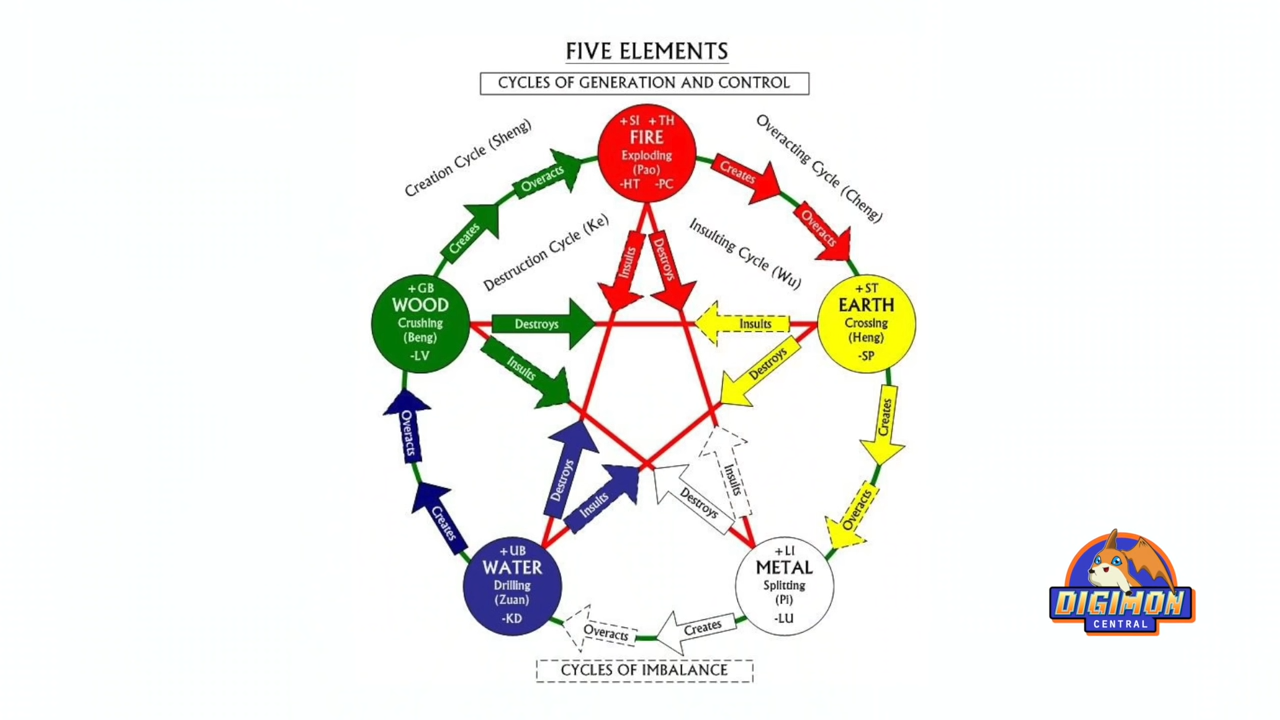 FIVE ELEMENTS
CYCLES OF GENERATION AND CONTROL
Creation Cycle (Sheng)
Overacting Cycle (Cheng)
Destruction Cycle (Ke)
Insulting Cycle (Wu)
+SI +TH
FIRE
Exploding
(Pao)
-HT -PC
Creates
Overacts
Insults
Destroys
+GB
WOOD
Crushing
(Beng)
-LV
Creates
Overacts
Destroys
Insults
+ST
EARTH
Crossing
(Heng)
-SP
Insults
Destroys
Creates
Overacts
+UB
WATER
Drilling
(Zuan)
-KD
Overacts
Creates
Destroys
Insults
+LI
METAL
Splitting
(Pi)
-LU
Insults
Destroys
Creates
Overacts
CYCLES OF IMBALANCE
DIGIMON
CENTRAL